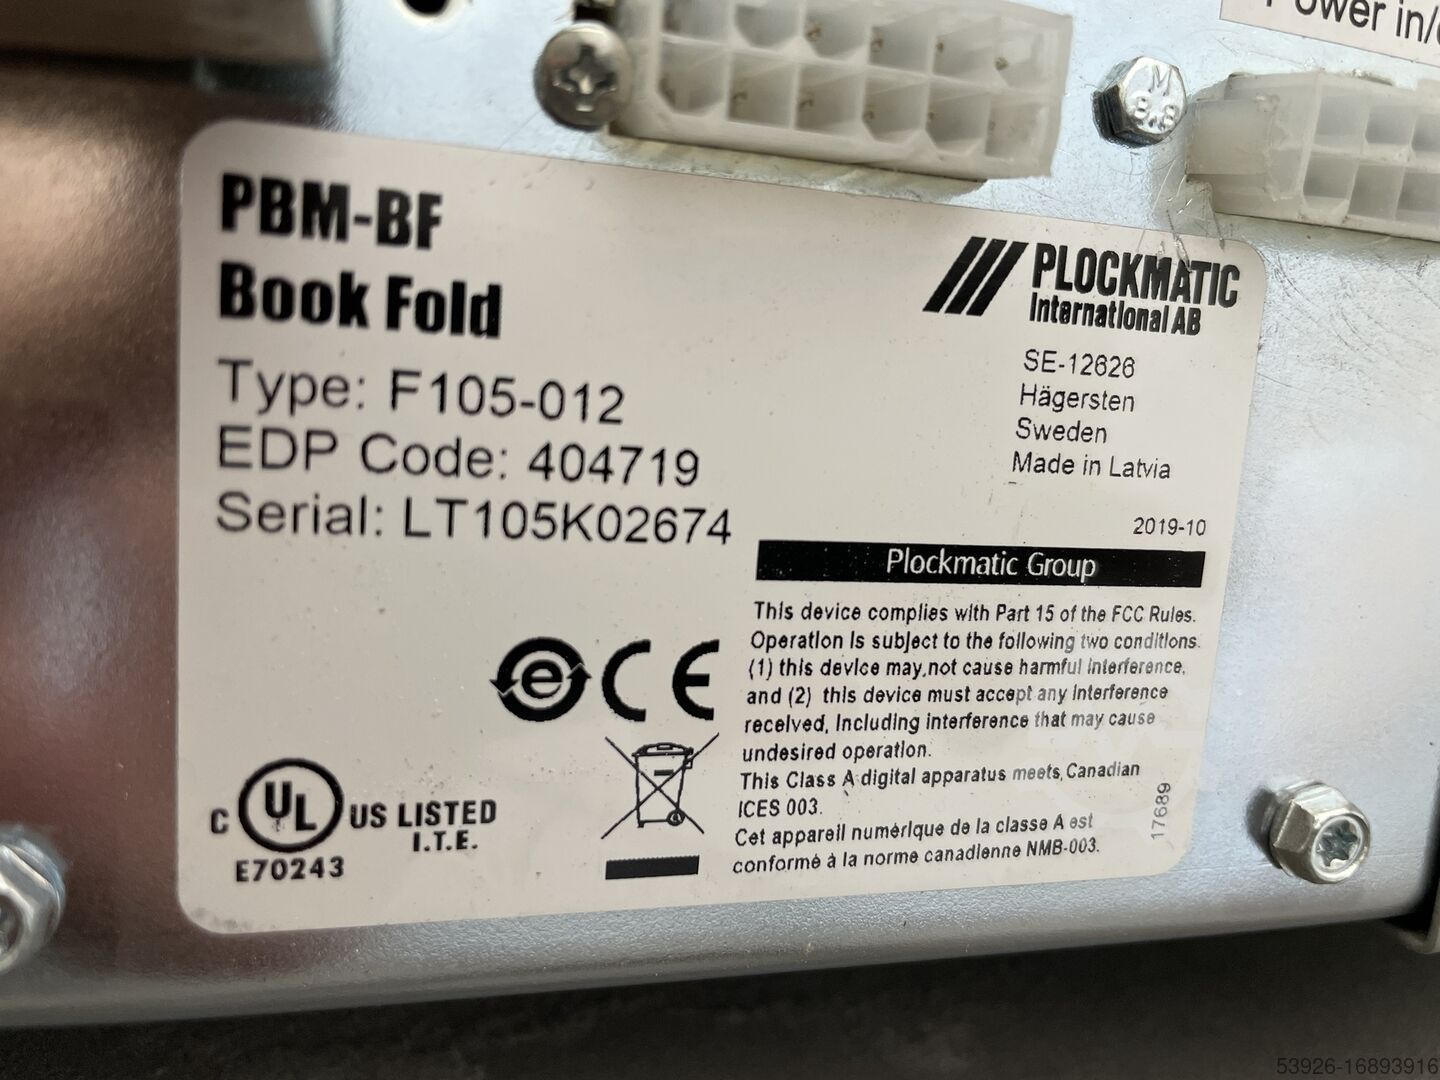 Power in/
M
8.8
PBM-BF
Book Fold
Type: F105-012
EDP Code: 404719
Serial: LT105K02674
PLOCKMATIC
International AB
SE-12626
Hägersten
Sweden
Made in Latvia
2019-10
Plockmatic Group
This device complies with Part 15 of the FCC Rules.
Operation is subject to the following two conditions.
(1) this device may not cause harmful interference,
and (2) this device must accept any interference
received, including interference that may cause
undesired operation.
This Class A digital apparatus meets Canadian
ICES 003.
Cet appareil numérique de la classe A est
conformé à la norme canadienne NMB-003.
17689
e CE
C UL US LISTED
I.T.E.
E70243
53926-16893916